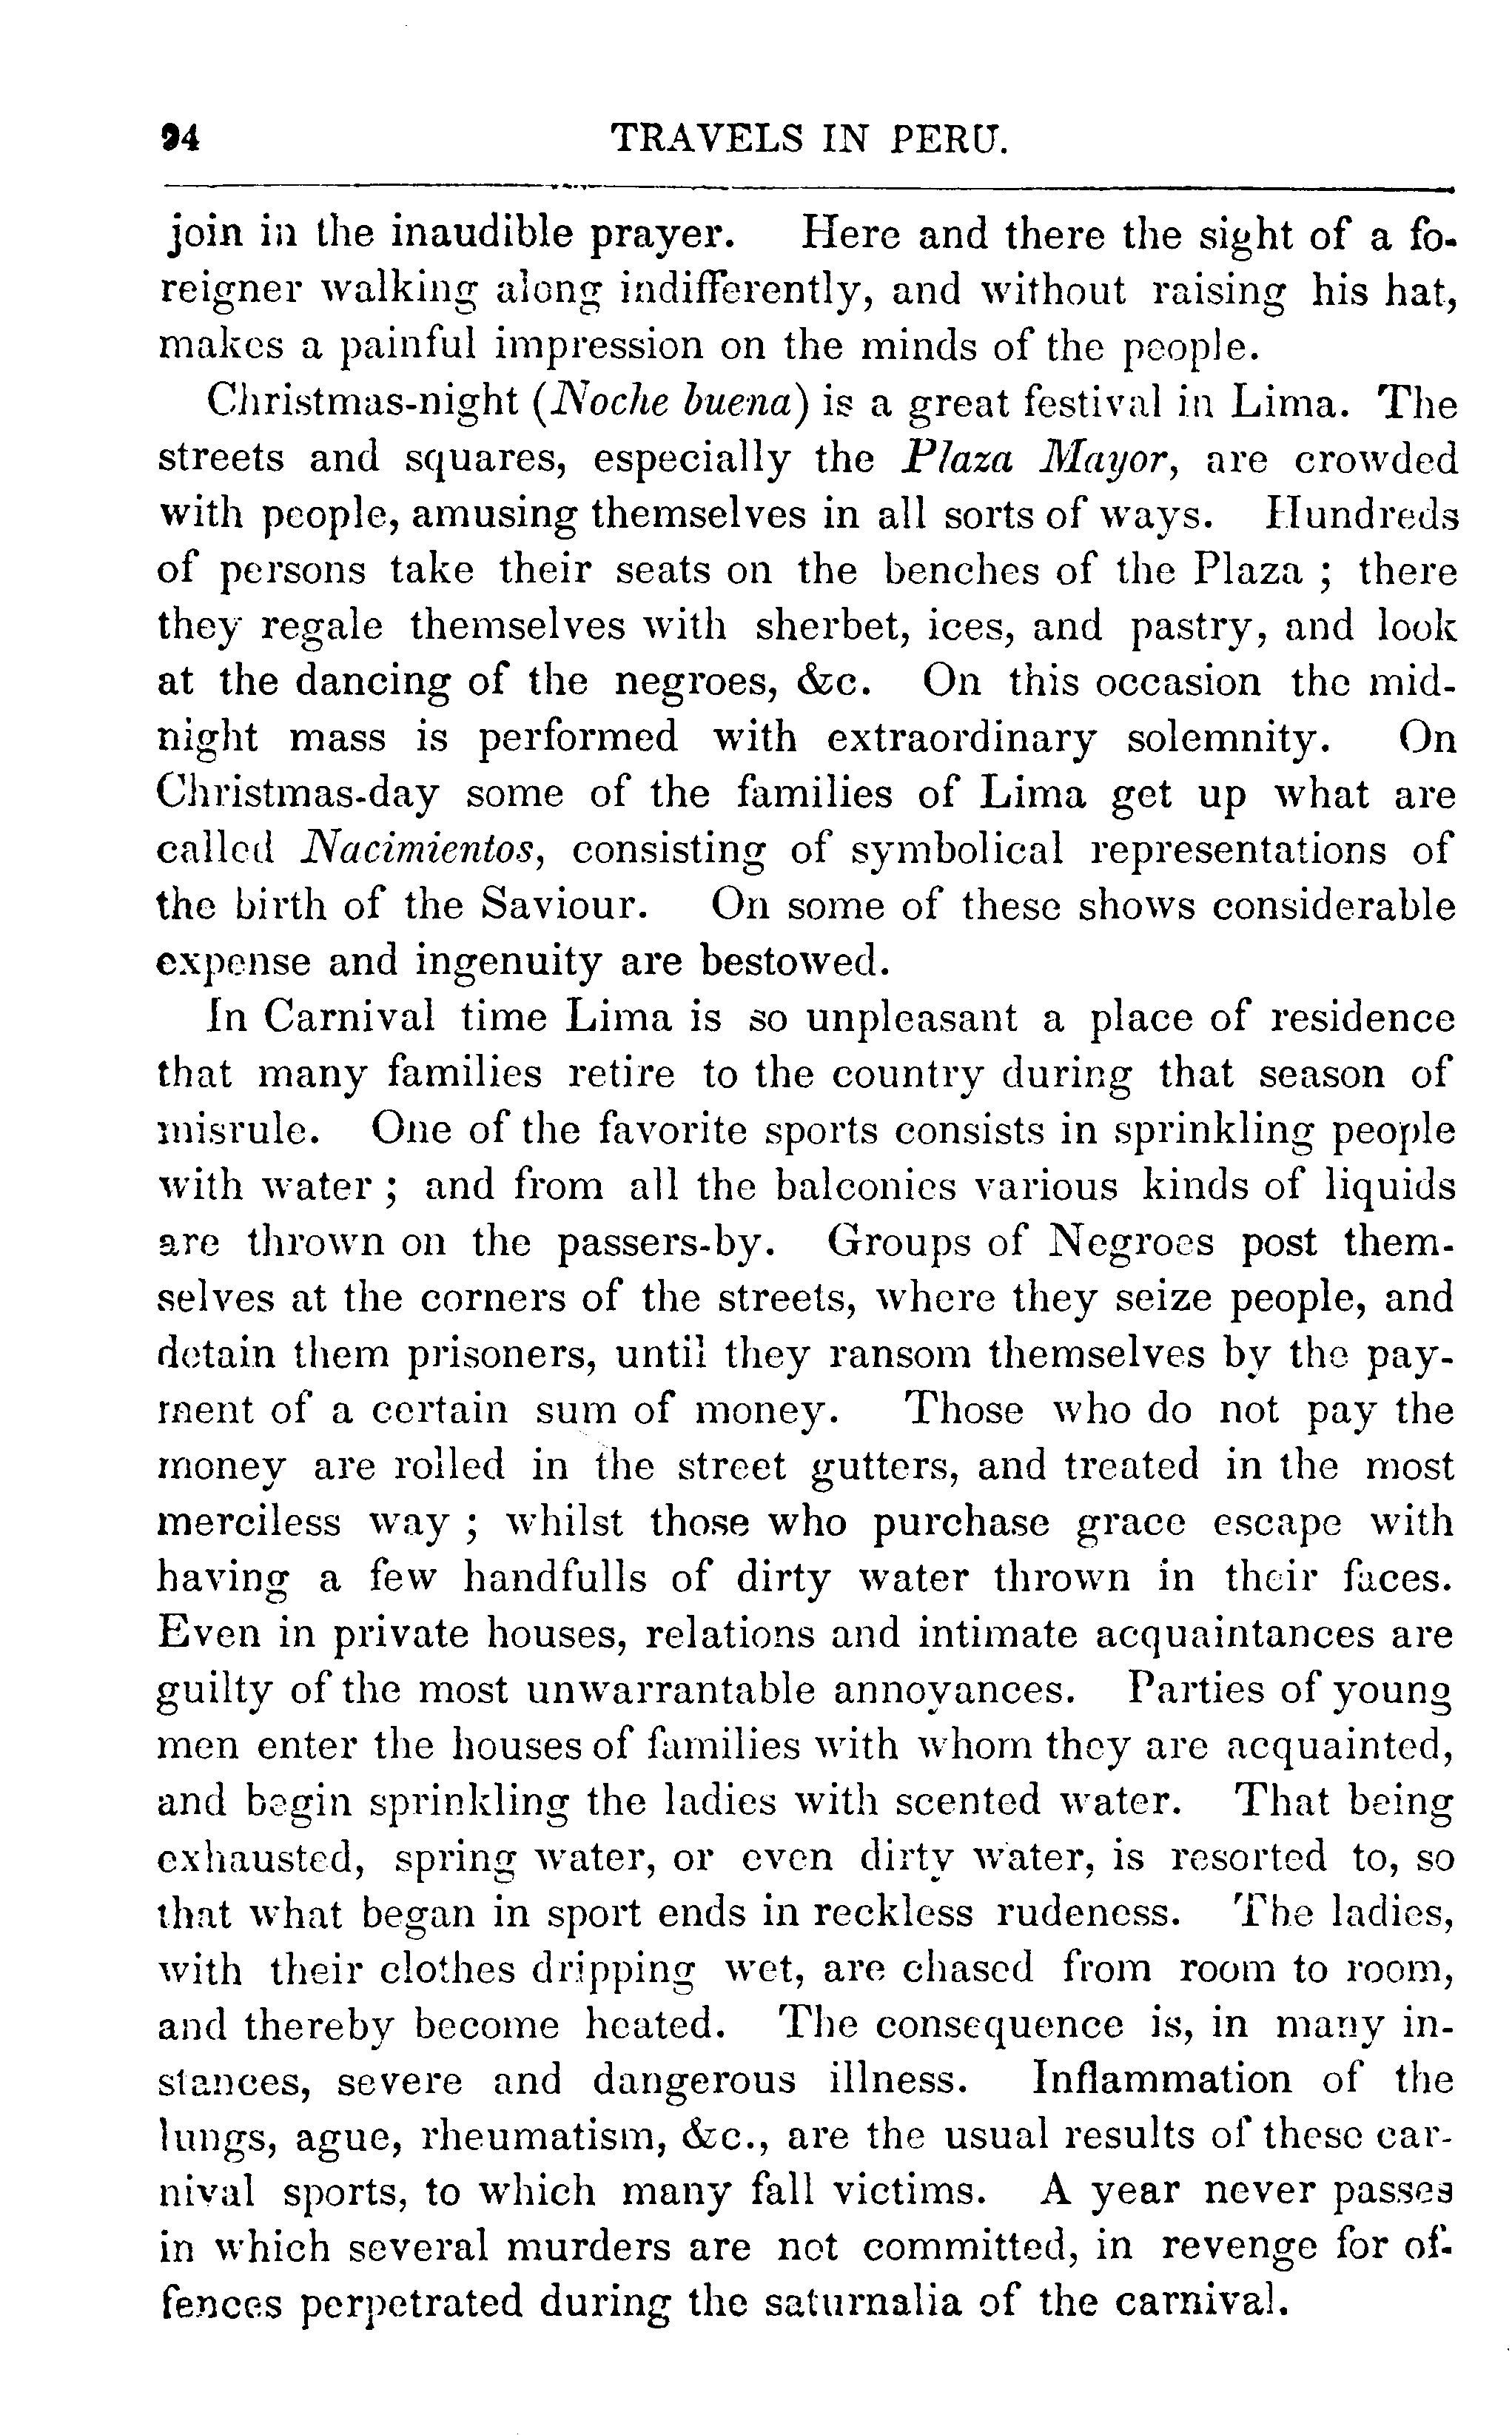 94 TRAVELS IN PERU.
join in the inaudible prayer. Here and there the sight of a fo-
reigner walking along indifferently, and without raising his hat,
makes a painful impression on the minds of the people.
Christmas-night (Noche buena) is a great festival in Lima. The
streets and squares, especially the Plaza Mayor, are crowded
with people, amusing themselves in all sorts of ways. Hundreds
of persons take their seats on the benches of the Plaza ; there
they regale themselves with sherbet, ices, and pastry, and look
at the dancing of the negroes, &c. On this occasion the mid-
night mass is performed with extraordinary solemnity. On
Christmas-day some of the families of Lima get up what are
called Nacimientos, consisting of symbolical representations of
the birth of the Saviour. On some of these shows considerable
expense and ingenuity are bestowed.
In Carnival time Lima is so unpleasant a place of residence
that many families retire to the country during that season of
misrule. One of the favorite sports consists in sprinkling people
with water ; and from all the balconies various kinds of liquids
are thrown on the passers-by. Groups of Negroes post them-
selves at the corners of the streets, where they seize people, and
detain them prisoners, until they ransom themselves by the pay-
ment of a certain sum of money. Those who do not pay the
money are rolled in the street gutters, and treated in the most
merciless way ; whilst those who purchase grace escape with
having a few handfulls of dirty water thrown in their faces.
Even in private houses, relations and intimate acquaintances are
guilty of the most unwarrantable annoyances. Parties of young
men enter the houses of families with whom they are acquainted,
and begin sprinkling the ladies with scented water. That being
exhausted, spring water, or even dirty water, is resorted to, so
that what began in sport ends in reckless rudeness. The ladies,
with their clothes dripping wet, are chased from room to room,
and thereby become heated. The consequence is, in many in-
stances, severe and dangerous illness. Inflammation of the
lungs, ague, rheumatism, &c., are the usual results of these car-
nival sports, to which many fall victims. A year never passes
in which several murders are not committed, in revenge for of-
fences perpetrated during the saturnalia of the carnival.